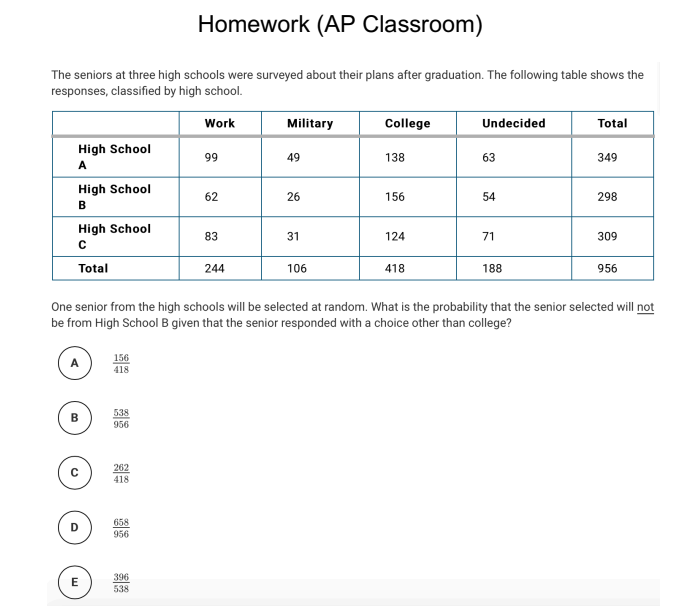 Homework (AP Classroom)
The seniors at three high schools were surveyed about their plans after graduation. The following table shows the
responses, classified by high school.
Work Military College Undecided Total
High School
A
99 49 138 63 349
High School
B
62 26 156 54 298
High School
C
83 31 124 71 309
Total 244 106 418 188 956
One senior from the high schools will be selected at random. What is the probability that the senior selected will not
be from High School B given that the senior responded with a choice other than college?
A 156/418
B 538/956
C 262/418
D 658/956
E 396/538